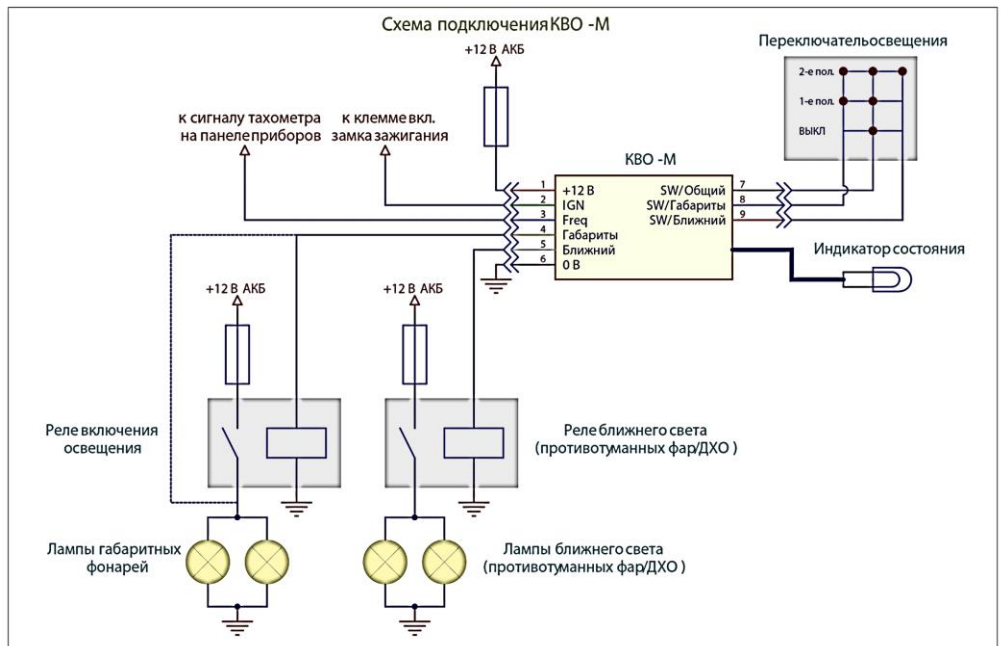 Схема подключения КВО -М
+12 В АКБ
Переключатель освещения
2-е пол.
1-е пол.
ВЫКЛ
к сигналу тахометра
на панеле приборов
к клемме вкл.
замка зажигания
КВО -М
1 +12 В
2 IGN
3 Freq
4 Габариты
5 Ближний
6 0 В
SW/Общий 7
SW/Габариты 8
SW/Ближний 9
Индикатор состояния
+12 В АКБ
+12 В АКБ
Реле включения
освещения
Реле ближнего света
(противотуманных фар/ДХО )
Лампы габаритных
фонарей
Лампы ближнего света
(противотуманных фар/ДХО )